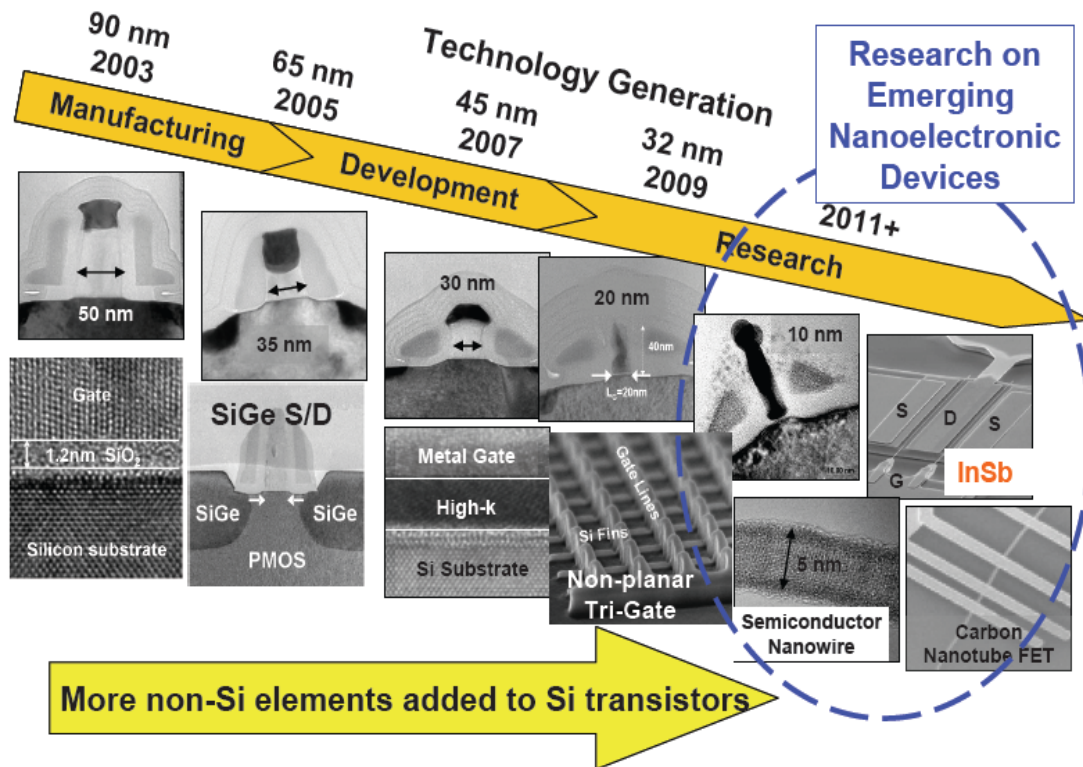 90 nm
2003
65 nm
2005
Technology Generation
45 nm
2007
32 nm
2009
2011+
Research on
Emerging
Nanoelectronic
Devices
Manufacturing
Development
Research
50 nm
35 nm
30 nm
20 nm
40nm
10 nm
S
D
S
G
InSb
Gate
1.2nm SiO₂
Silicon substrate
SiGe S/D
SiGe
SiGe
PMOS
Metal Gate
High-k
Si Substrate
Gate Lines
Si Fins
Non-planar
Tri-Gate
5 nm
Semiconductor
Nanowire
Carbon
Nanotube FET
More non-Si elements added to Si transistors